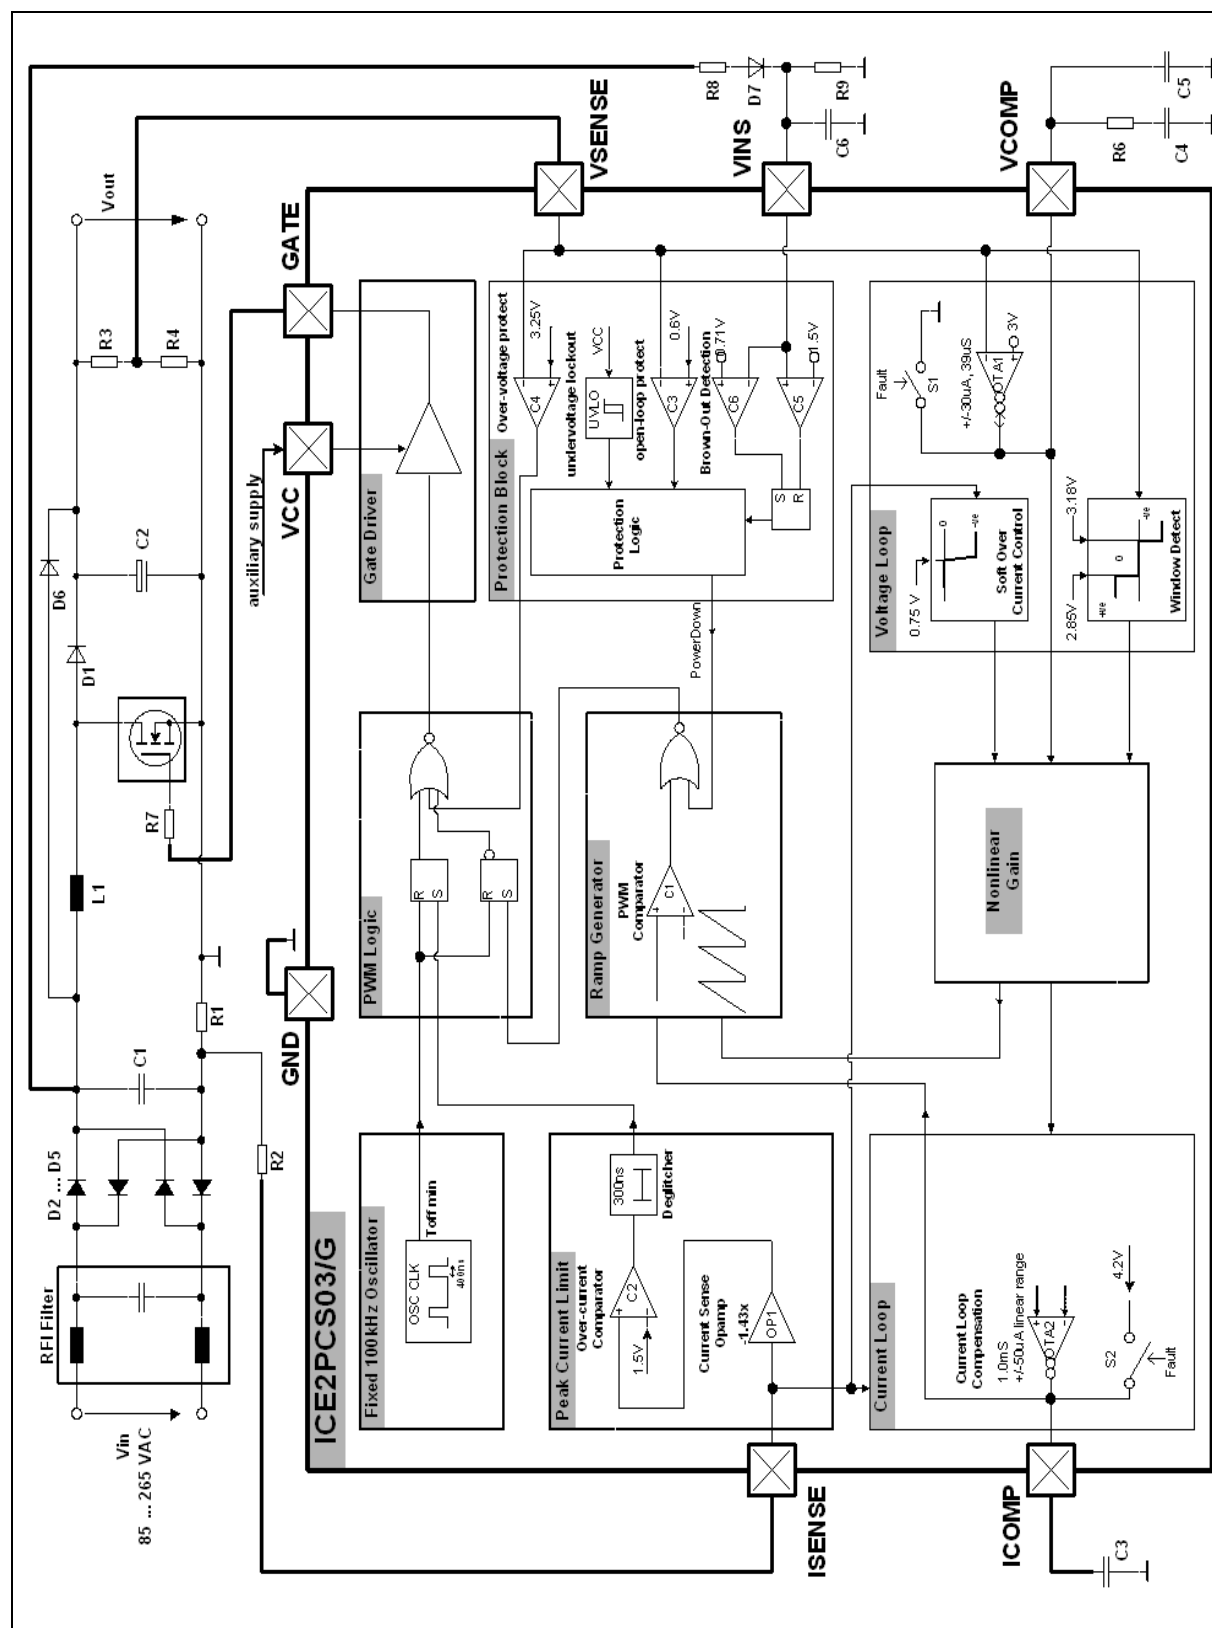 Vin
85 ... 265 VAC
RFI Filter
D2 ... D5
C1
R1
R2
L1
R7
D1
D6
C2
R3
R4
Vout
auxiliary supply
VCC
GATE
GND
VSENSE
R8
D7
R9
C6
VINS
VCOMP
R6
C4
C5
ISENSE
ICOMP
C3
ICE2PCS03/G
Fixed 100kHz Oscillator
Toff min
OSC CLK
400ns
PWM Logic
R
S
R
S
Gate Driver
Peak Current Limit
Over-current
Comparator
C2
1.5V
300ns
Deglitcher
Current Sense
Opamp
-1.43x
OP1
Ramp Generator
PWM
Comparator
C1
PowerDown
Protection Block
Over-voltage protect
C4
3.25V
undervoltage lockout
UVLO
VCC
open-loop protect
C3
0.6V
Brown-Out Detection
C6
0.71V
C5
1.5V
S
R
Protection
Logic
Current Loop
Current Loop
Compensation
1.0mS
+/-50uA linear range
OTA2
4.2V
S2
Fault
Nonlinear
Gain
Voltage Loop
0.75 V
0
-ve
Soft Over
Current Control
Fault
S1
+/-30uA, 39uS
OTA1
3V
2.85V
3.18V
+ve
0
-ve
Window Detect